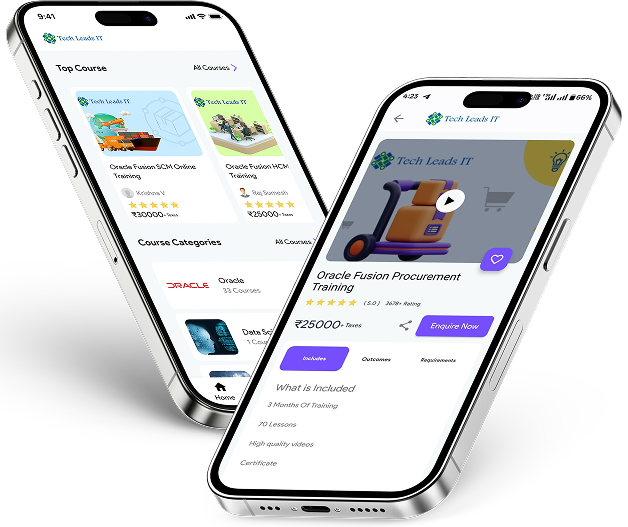 9:41
Tech Leads IT
Top Course
All Courses
Tech Leads IT
Tech Leads IT
Oracle Fusion SCM Online
Training
Oracle Fusion HCM
Training
Krishna V
Raj Sumesh
₹30000+ Taxes
₹25000+ Taxes
Course Categories
All Courses
ORACLE
Oracle
33 Courses
Data Sci
1 Cou
Home
4:23
66%
Tech Leads IT
Tech Leads IT
Oracle Fusion Procurement
Training
(5.0) 3678+ Rating
₹25000+ Taxes
Enquire Now
Includes
Outcomes
Requirements
What is Included
3 Months Of Training
70 Lessons
High quality videos
Certificate